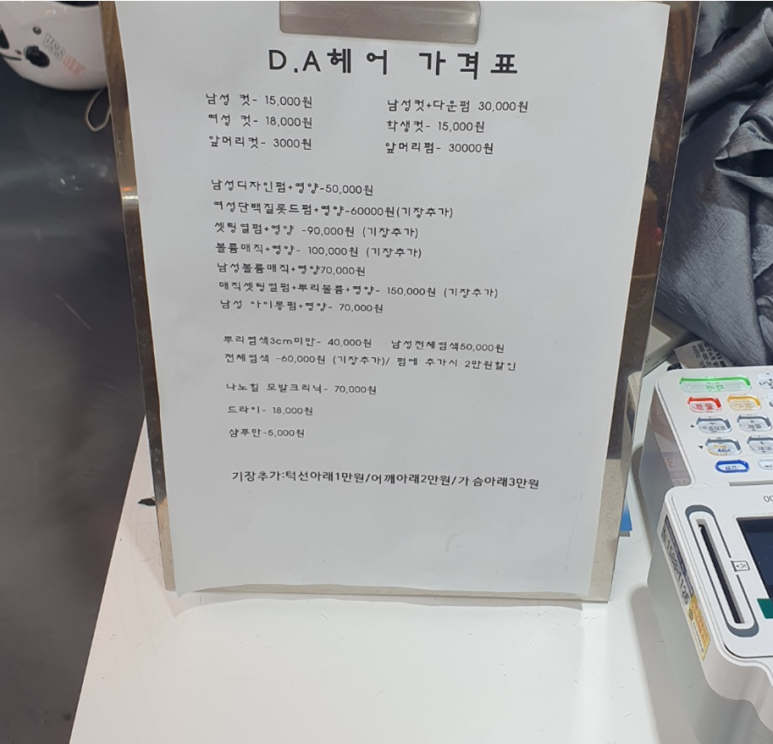 D.A헤어 가격표
남성 컷- 15,000원 남성컷+다운펌 30,000원
여성 컷- 18,000원 학생컷- 15,000원
앞머리컷- 3000원 앞머리펌- 30000원
남성디자인펌+영양-50,000원
여성단백질롯드펌+영양-60000원(기장추가)
셋팅열펌+영양 -90,000원 (기장추가)
볼륨매직+영양- 100,000원 (기장추가)
남성볼륨매직+영양70,000원
매직셋팅열펌+뿌리볼륨+영양- 150,000원 (기장추가)
남성 아이롱펌+영양- 70,000원
뿌리염색3cm미만- 40,000원 남성전체염색50,000원
전체염색 -60,000원 (기장추가)/ 펌에 추가시 2만원할인
나노킬 모발크리닉- 70,000원
드라이- 18,000원
샴푸만-5,000원
기장추가:턱선아래1만원/어깨아래2만원/가슴아래3만원